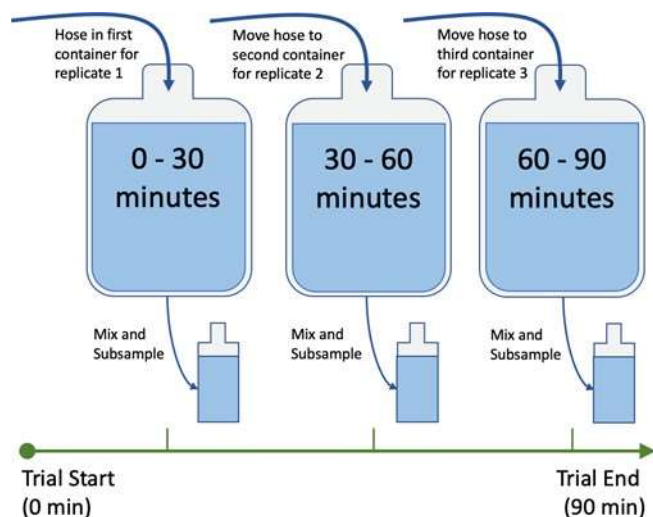 Hose in first
container for
replicate 1
Move hose to
second container
for replicate 2
Move hose to
third container
for replicate 3
0 - 30
minutes
30 - 60
minutes
60 - 90
minutes
Mix and
Subsample
Mix and
Subsample
Mix and
Subsample
Trial Start
(0 min)
Trial End
(90 min)